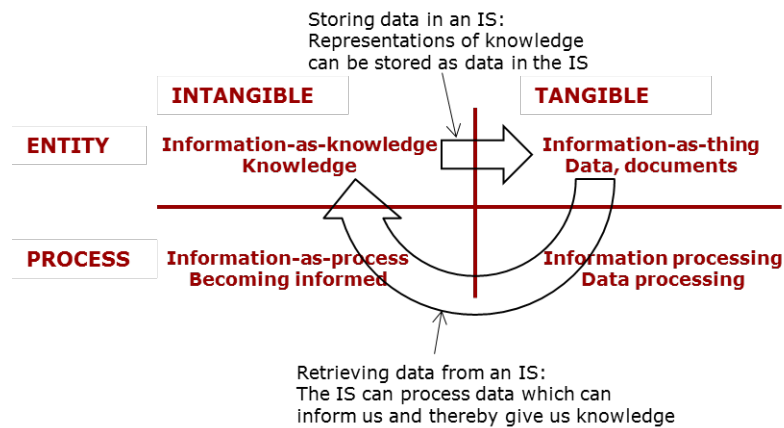 Storing data in an IS:
Representations of knowledge
can be stored as data in the IS
INTANGIBLE
TANGIBLE
ENTITY
Information-as-knowledge
Knowledge
Information-as-thing
Data, documents
PROCESS
Information-as-process
Becoming informed
Information processing
Data processing
Retrieving data from an IS:
The IS can process data which can
inform us and thereby give us knowledge